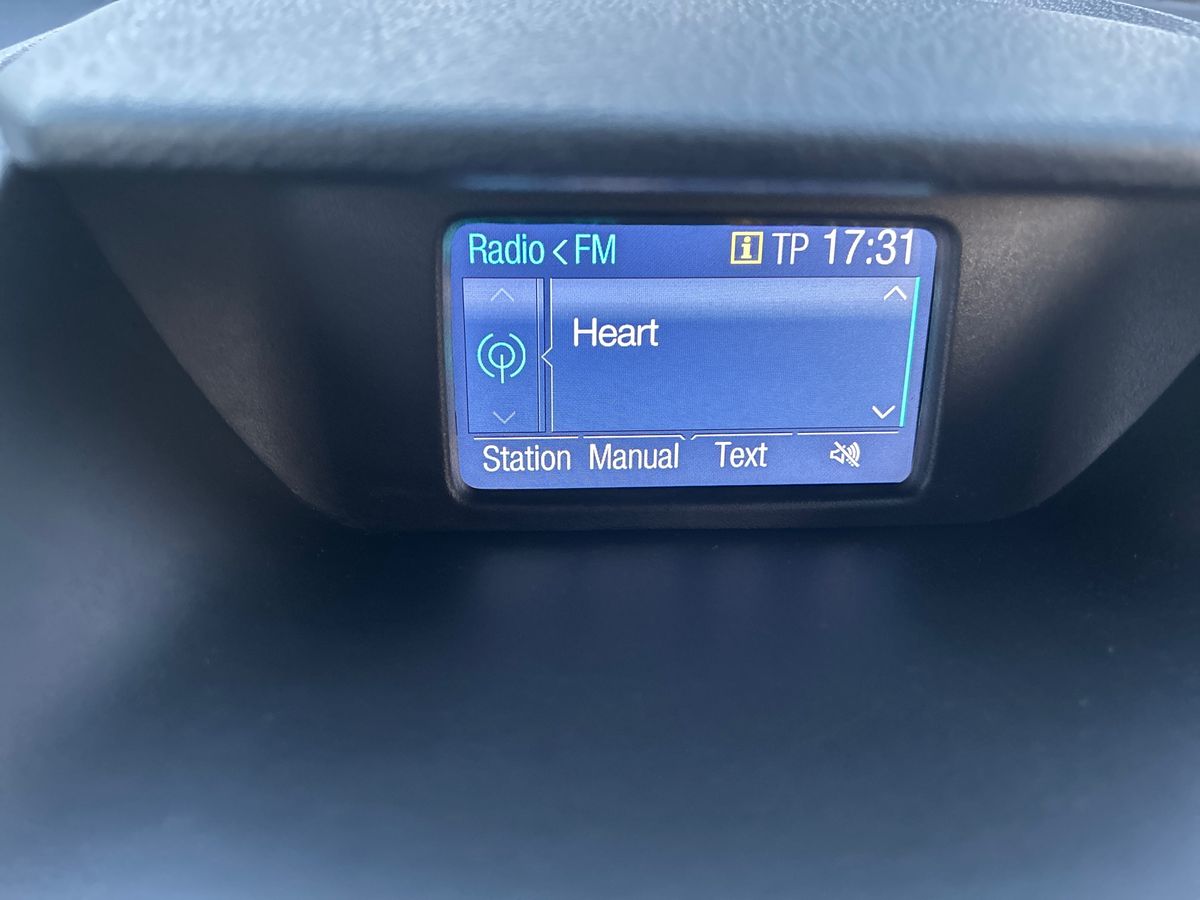 Radio < FM i TP 17:31
Heart
Station Manual Text